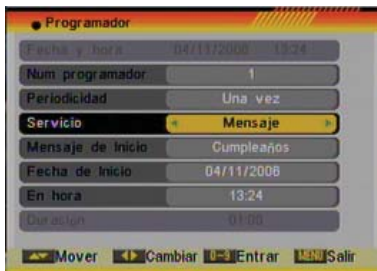 Programador
Fecha y hora 04/11/2006 13:24
Num programador 1
Periodicidad Una vez
Servicio Mensaje
Mensaje de Inicio Cumpleaños
Fecha de Inicio 04/11/2006
En hora 13:24
Duracion 01:00
Mover Cambiar 0-9 Entrar MENU Salir